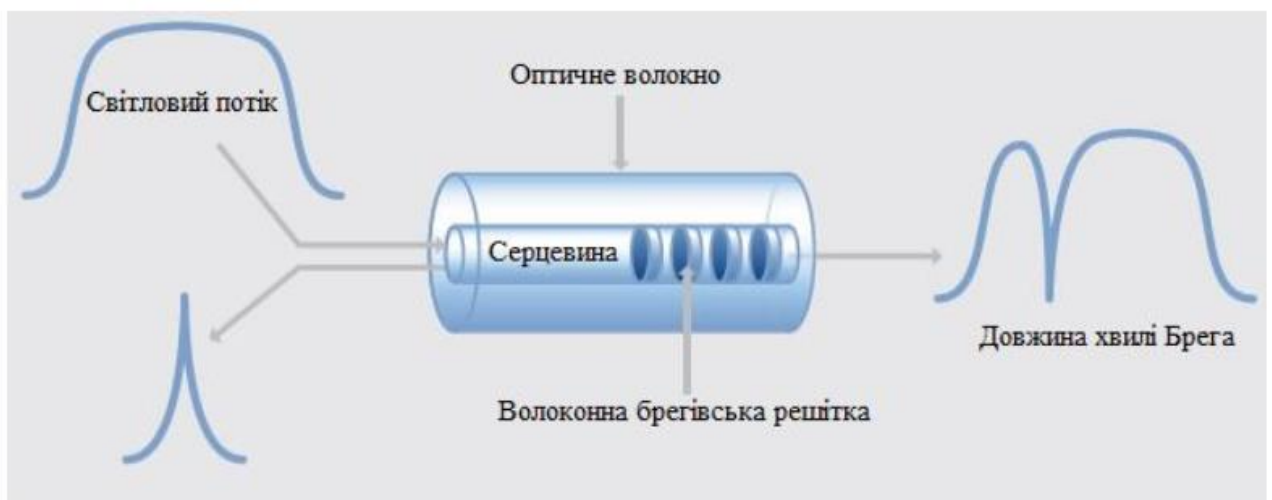 Світловий потік
Оптичне волокно
Серцевина
Довжина хвилі Брега
Волоконна брегівська решітка